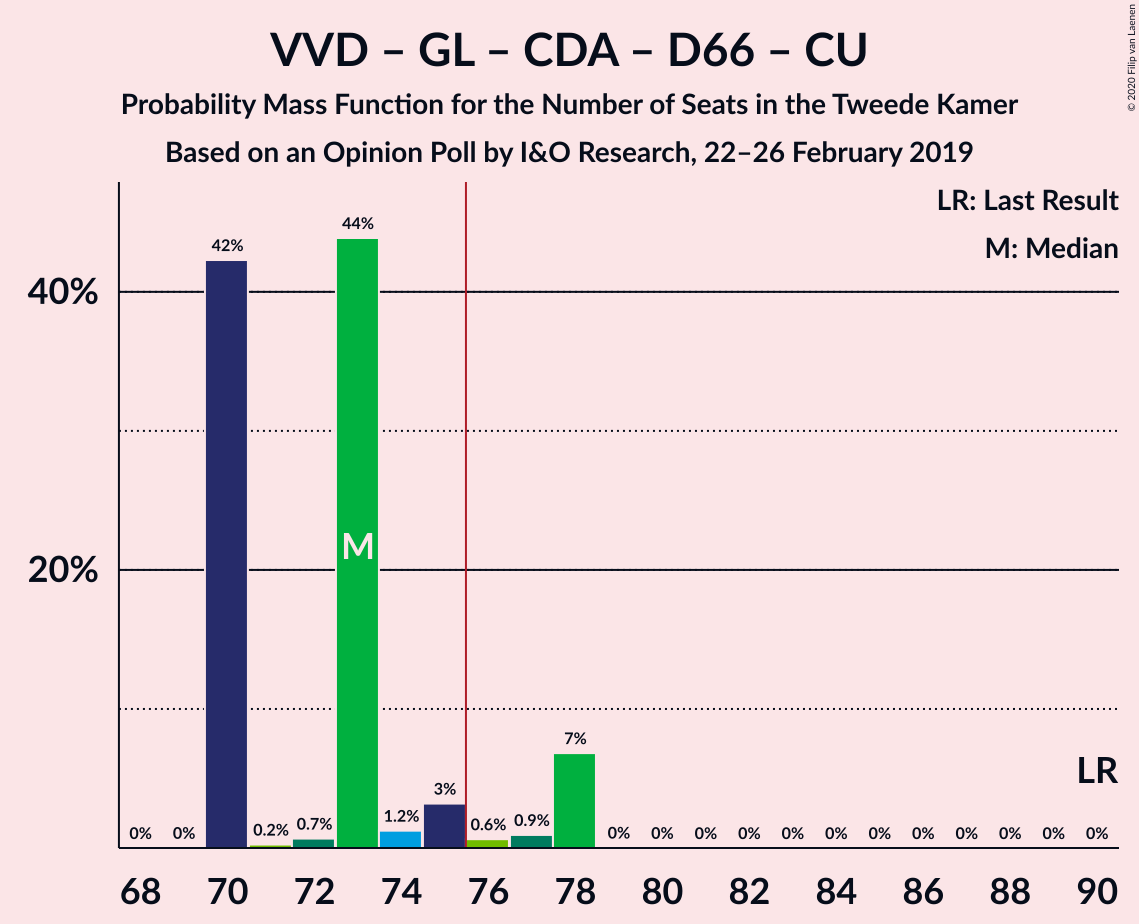 VVD – GL – CDA – D66 – CU
Probability Mass Function for the Number of Seats in the Tweede Kamer
Based on an Opinion Poll by I&O Research, 22–26 February 2019
© 2020 Filip van Laenen
LR: Last Result
M: Median
40%
20%
0% 0% 42% 0.2% 0.7% 44% 1.2% 3% 0.6% 0.9% 7% 0% 0% 0% 0% 0% 0% 0% 0% 0% 0% 0% 0%
M
LR
68 70 72 74 76 78 80 82 84 86 88 90